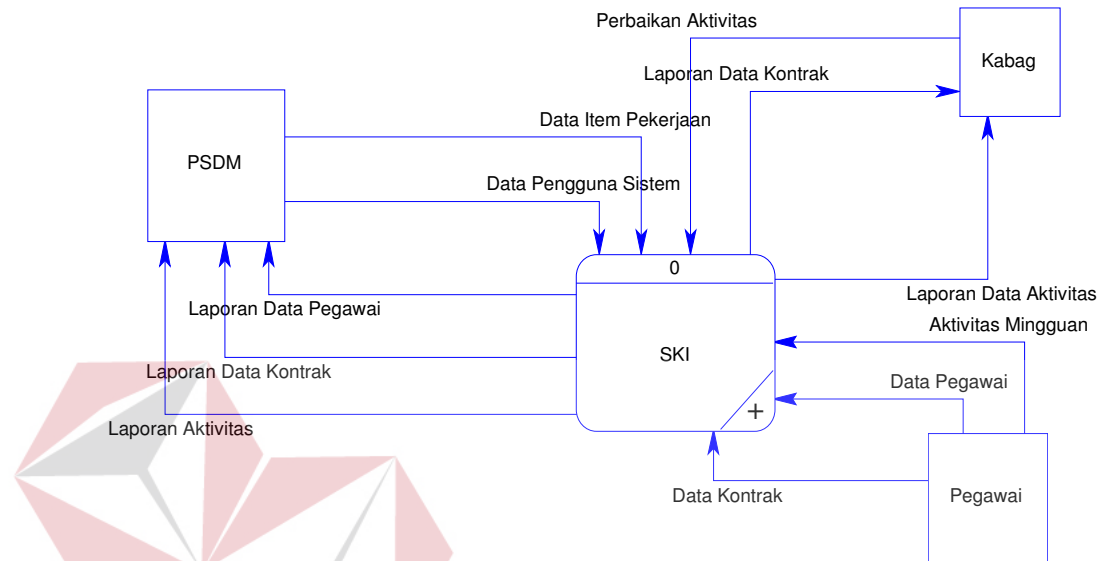 Perbaikan Aktivitas
Kabag
Laporan Data Kontrak
Data Item Pekerjaan
PSDM
Data Pengguna Sistem
0
Laporan Data Pegawai
Laporan Data Aktivitas
Aktivitas Mingguan
SKI
Laporan Data Kontrak
Data Pegawai
+
Laporan Aktivitas
Data Kontrak
Pegawai